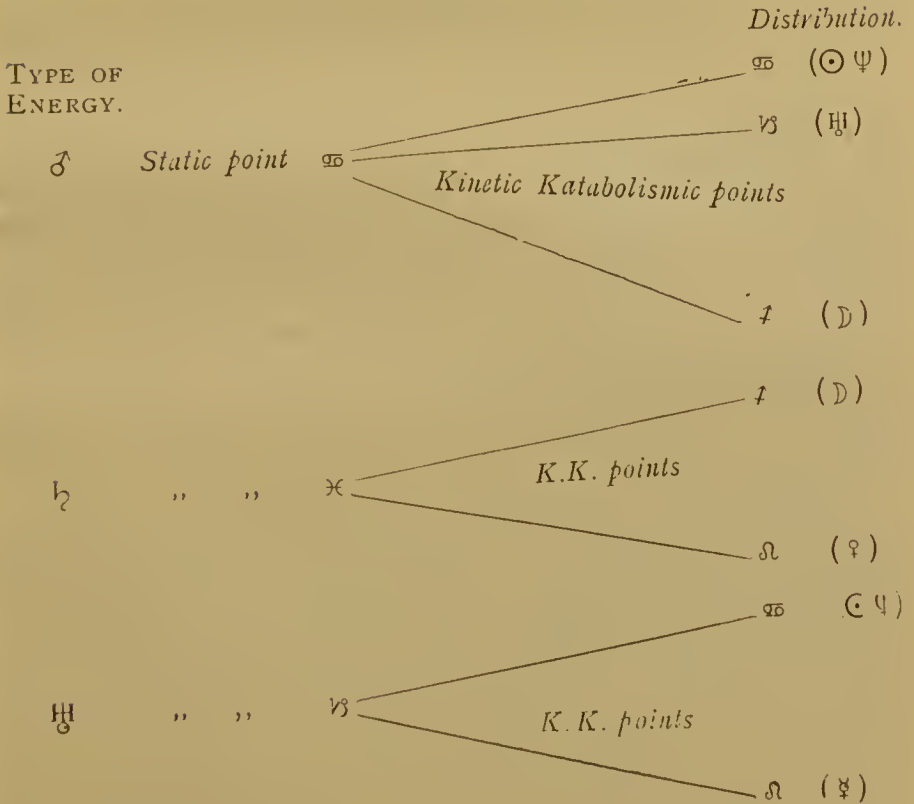 Distribution.
TYPE OF
ENERGY.
♋ (☉ ♆)
♑ (♅)
♂ Static point ♋
Kinetic Katabolismic points
♐ (☽)
♐ (☽)
K.K. points
♄ ,, ,, ♓
♌ (♀)
♋ ☉ ♆)
♅ ,, ,, ♑
K.K. points
♌ (☿)